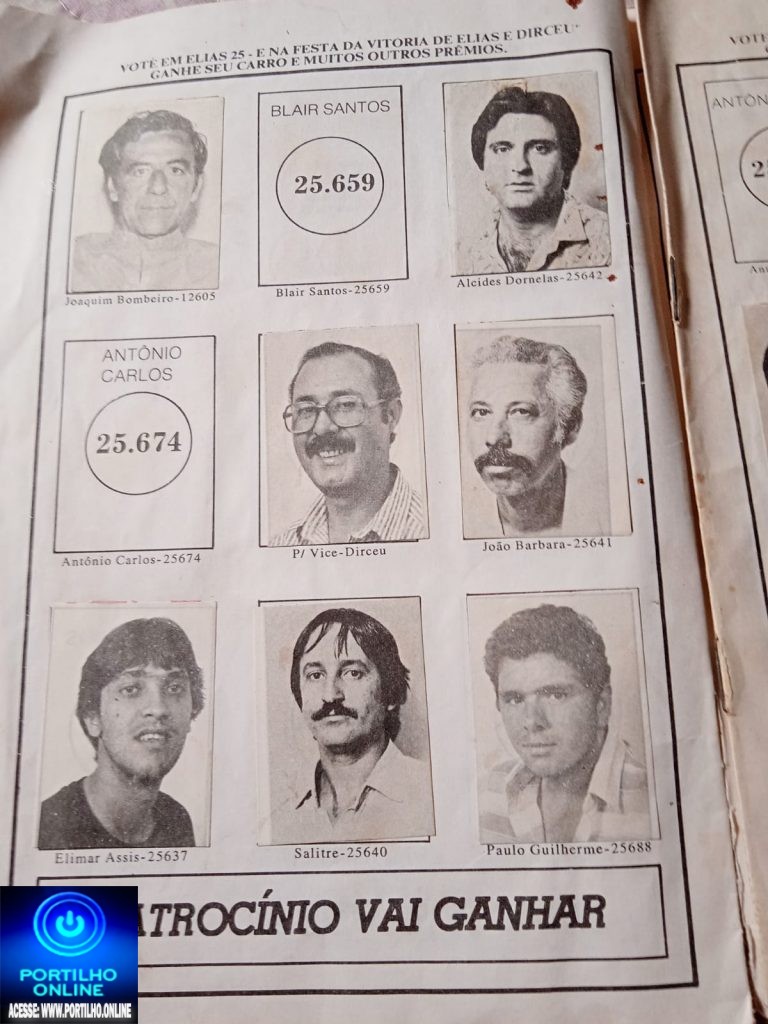 VOTE EM ELIAS 25 - E NA FESTA DA VITORIA DE ELIAS E DIRCEU
GANHE SEU CARRO E MUITOS OUTROS PRÊMIOS.
BLAIR SANTOS
25.659
Joaquim Bombeiro-12605
Blair Santos-25659
Alcides Dornelas-25642
ANTÔNIO
CARLOS
25.674
Antônio Carlos-25674
P/ Vice-Dirceu
João Barbara-25641
Elimar Assis-25637
Salitre-25640
Paulo Guilherme-25688
ATROCÍNIO VAI GANHAR
PORTILHO
ONLINE
ACESSE: WWW.PORTILHO.ONLINE